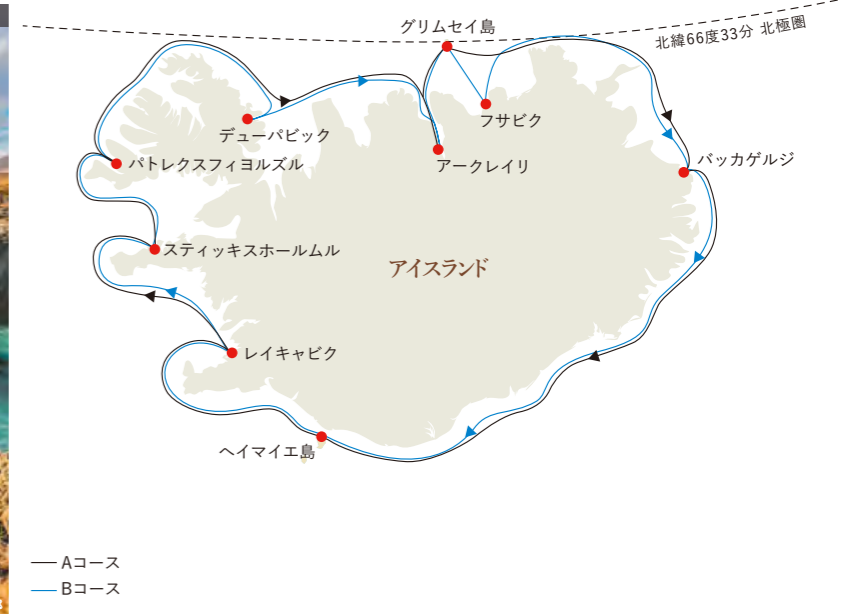 グリムセイ島
北緯66度33分 北極圏
フサビク
デューパビック
アークレイリ
バッカゲルジ
パトレクスフィヨルズル
スティッキスホールムル
アイスランド
レイキャビク
ヘイマイエ島
Aコース
Bコース